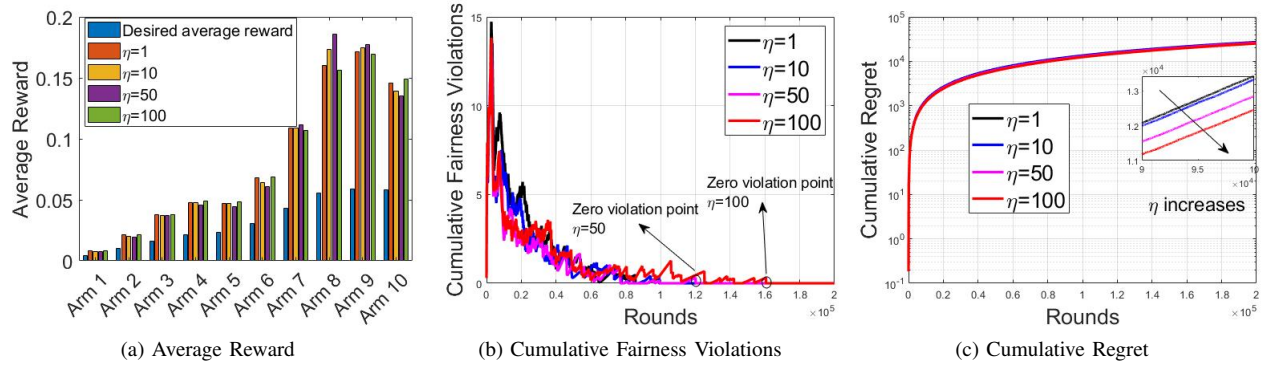 0.2
0.15
0.1
0.05
0
Average Reward
Desired average reward
η=1
η=10
η=50
η=100
Arm 1
Arm 2
Arm 3
Arm 4
Arm 5
Arm 6
Arm 7
Arm 8
Arm 9
Arm 10
(a) Average Reward
15
10
5
0
Cumulative Fairness Violations
η=1
η=10
η=50
η=100
Zero violation point
η=50
Zero violation point
η=100
0 0.2 0.4 0.6 0.8 1 1.2 1.4 1.6 1.8 2
×10^5
Rounds
(b) Cumulative Fairness Violations
10^5
10^4
10^3
10^2
10^1
10^0
10^-1
Cumulative Regret
η=1
η=10
η=50
η=100
×10^4
1.3
1.2
1.1
9 9.5 10
×10^4
η increases
0 0.2 0.4 0.6 0.8 1 1.2 1.4 1.6 1.8 2
×10^5
Rounds
(c) Cumulative Regret